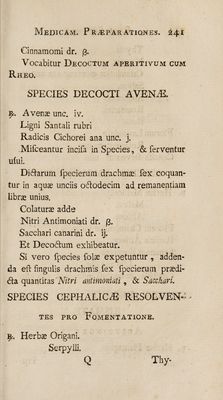 MEDICAM. PRÆPARATIONES. 241
Cinnamomi dr. β.
Vocabitur DECOCTUM APERITIVUM CUM
RHEO.
SPECIES DECOCTI AVENÆ.
℞. Avenæ unc. iv.
Ligni Santali rubri
Radicis Cichorei ana unc. j.
Miſceantur inciſa in Species, & ſerventur
uſui.
Dictarum ſpecierum drachmæ ſex coquan-
tur in aquæ unciis octodecim ad remanentiam
libræ unius.
Colaturæ adde
Nitri Antimoniati dr. β.
Sacchari canarini dr. ij.
Et Decoctum exhibeatur.
Si vero ſpecies ſolæ expetuntur, adden-
da eſt ſingulis drachmis ſex ſpecierum prædi-
cta quantitas Nitri antimoniati, & Sacchari.
SPECIES CEPHALICÆ RESOLVEN-
TES PRO FOMENTATIONE.
℞. Herbæ Origani.
Serpylli.
Q Thy-